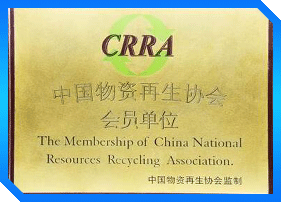 CRRA
中国物资再生协会
会员单位
The Membership of China National
Resources Recycling Association.
中国物资再生协会监制